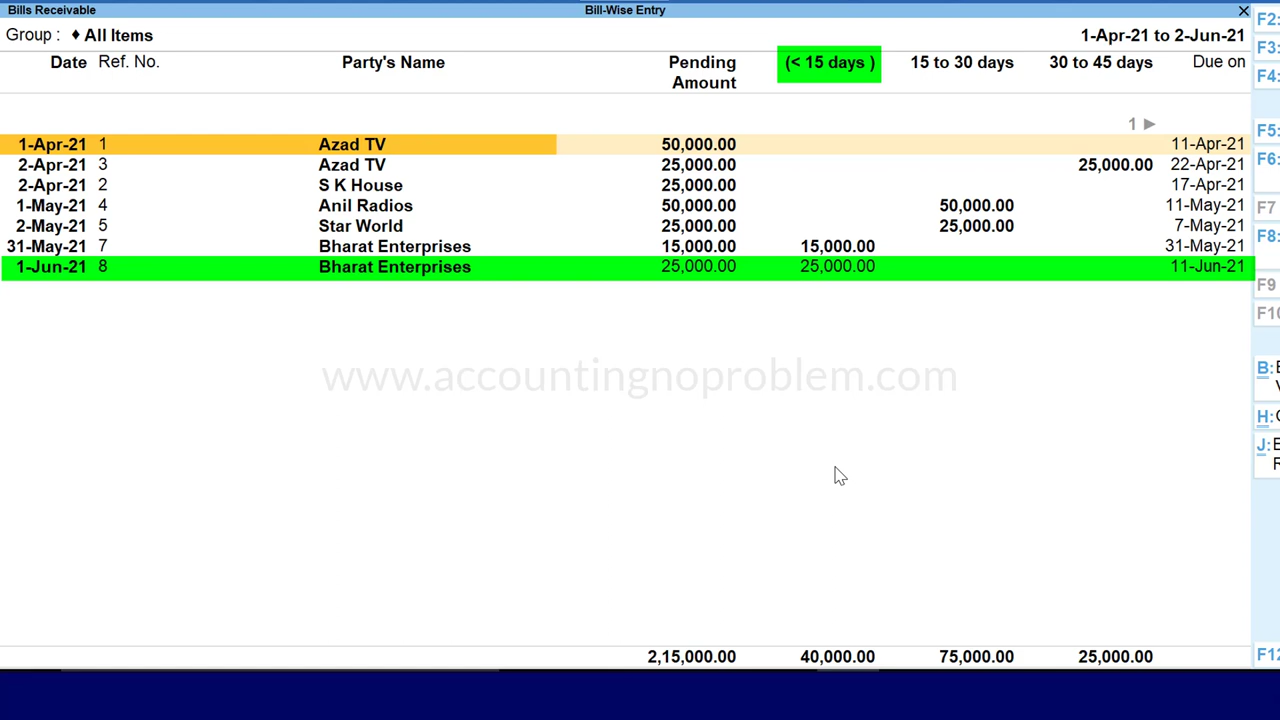 Bills Receivable Bill-Wise Entry ✕
Group : ♦ All Items 1-Apr-21 to 2-Jun-21
Date Ref. No. Party's Name Pending Amount (< 15 days ) 15 to 30 days 30 to 45 days Due on
1 ►
1-Apr-21 1 Azad TV 50,000.00 11-Apr-21
2-Apr-21 3 Azad TV 25,000.00 25,000.00 22-Apr-21
2-Apr-21 2 S K House 25,000.00 17-Apr-21
1-May-21 4 Anil Radios 50,000.00 50,000.00 11-May-21
2-May-21 5 Star World 25,000.00 25,000.00 7-May-21
31-May-21 7 Bharat Enterprises 15,000.00 15,000.00 31-May-21
1-Jun-21 8 Bharat Enterprises 25,000.00 25,000.00 11-Jun-21
www.accountingnoproblem.com
2,15,000.00 40,000.00 75,000.00 25,000.00
F2:
F3:
F4:
F5:
F6:
F7
F8:
F9
F10
B:
H:
J:
F12